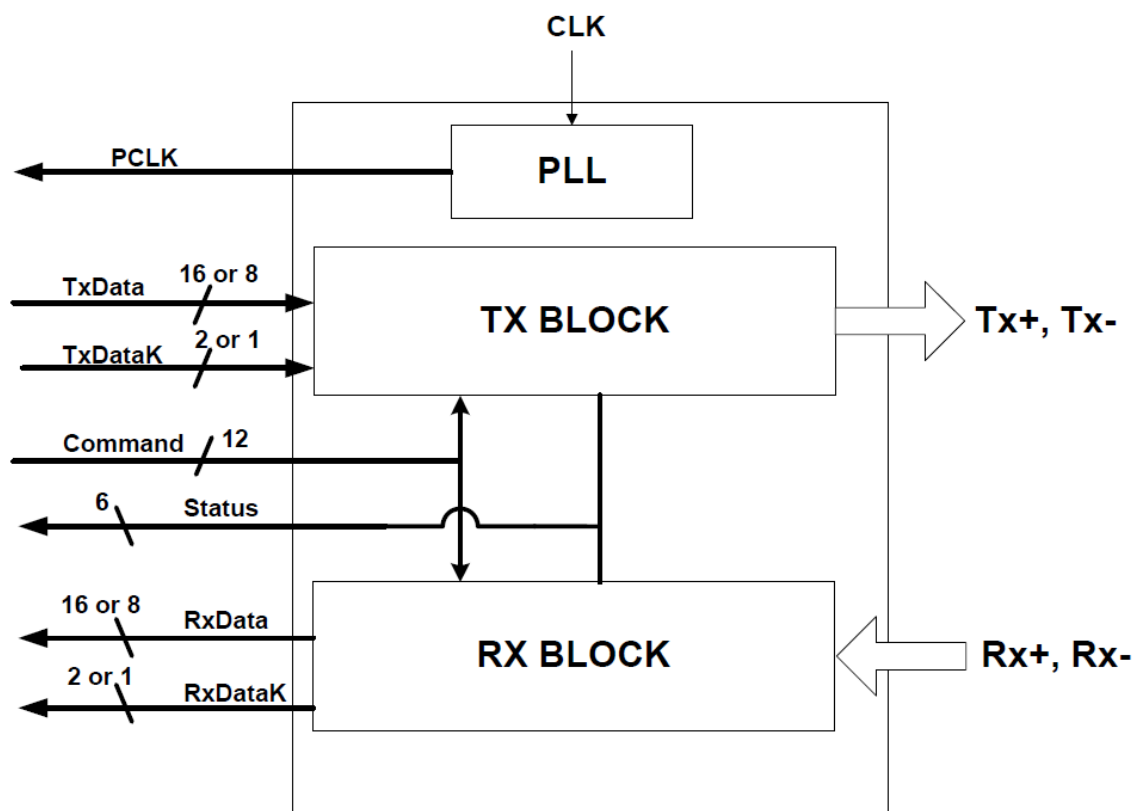 CLK
PCLK
PLL
TxData
16 or 8
TX BLOCK
Tx+, Tx-
TxDataK
2 or 1
Command
12
6
Status
16 or 8
RxData
RX BLOCK
Rx+, Rx-
2 or 1
RxDataK